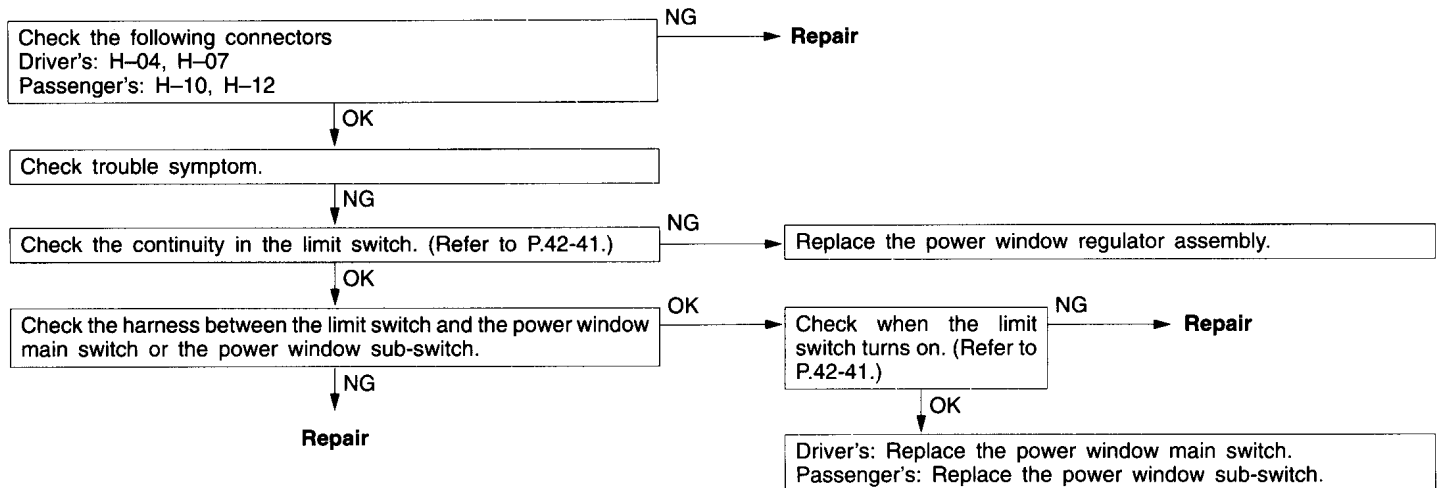 Check the following connectors
Driver's: H–04, H–07
Passenger's: H–10, H–12
NG
Repair
OK
Check trouble symptom.
NG
Check the continuity in the limit switch. (Refer to P.42-41.)
NG
Replace the power window regulator assembly.
OK
Check the harness between the limit switch and the power window
main switch or the power window sub-switch.
OK
Check when the limit
switch turns on. (Refer to
P.42-41.)
NG
Repair
NG
Repair
OK
Driver's: Replace the power window main switch.
Passenger's: Replace the power window sub-switch.